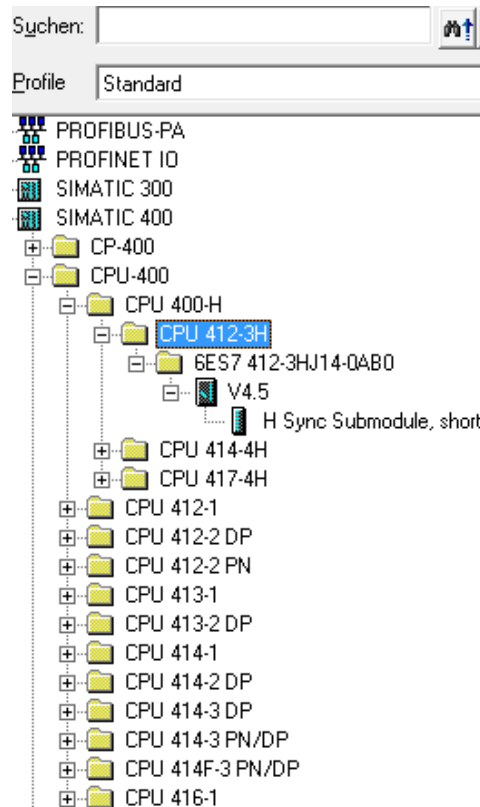 Suchen:
Profile Standard
PROFIBUS-PA
PROFINET IO
SIMATIC 300
SIMATIC 400
CP-400
CPU-400
CPU 400-H
CPU 412-3H
6ES7 412-3HJ14-0AB0
V4.5
H Sync Submodule, short
CPU 414-4H
CPU 417-4H
CPU 412-1
CPU 412-2 DP
CPU 412-2 PN
CPU 413-1
CPU 413-2 DP
CPU 414-1
CPU 414-2 DP
CPU 414-3 DP
CPU 414-3 PN/DP
CPU 414F-3 PN/DP
CPU 416-1